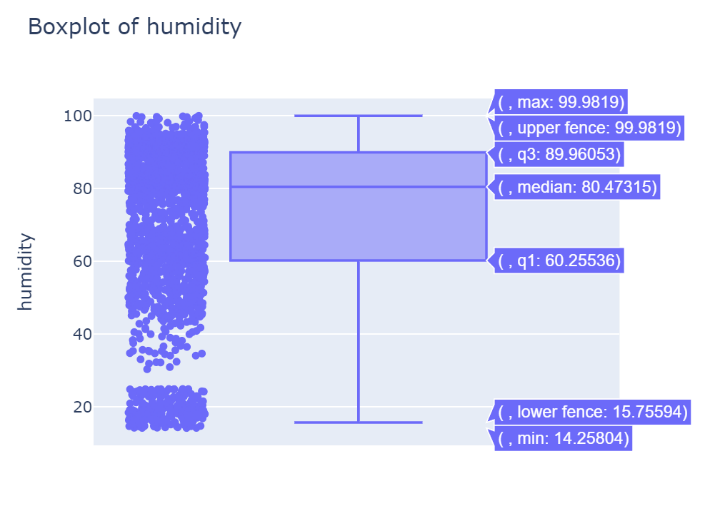 Boxplot of humidity
humidity
100
80
60
40
20
( , max: 99.9819)
( , upper fence: 99.9819)
( , q3: 89.96053)
( , median: 80.47315)
( , q1: 60.25536)
( , lower fence: 15.75594)
( , min: 14.25804)